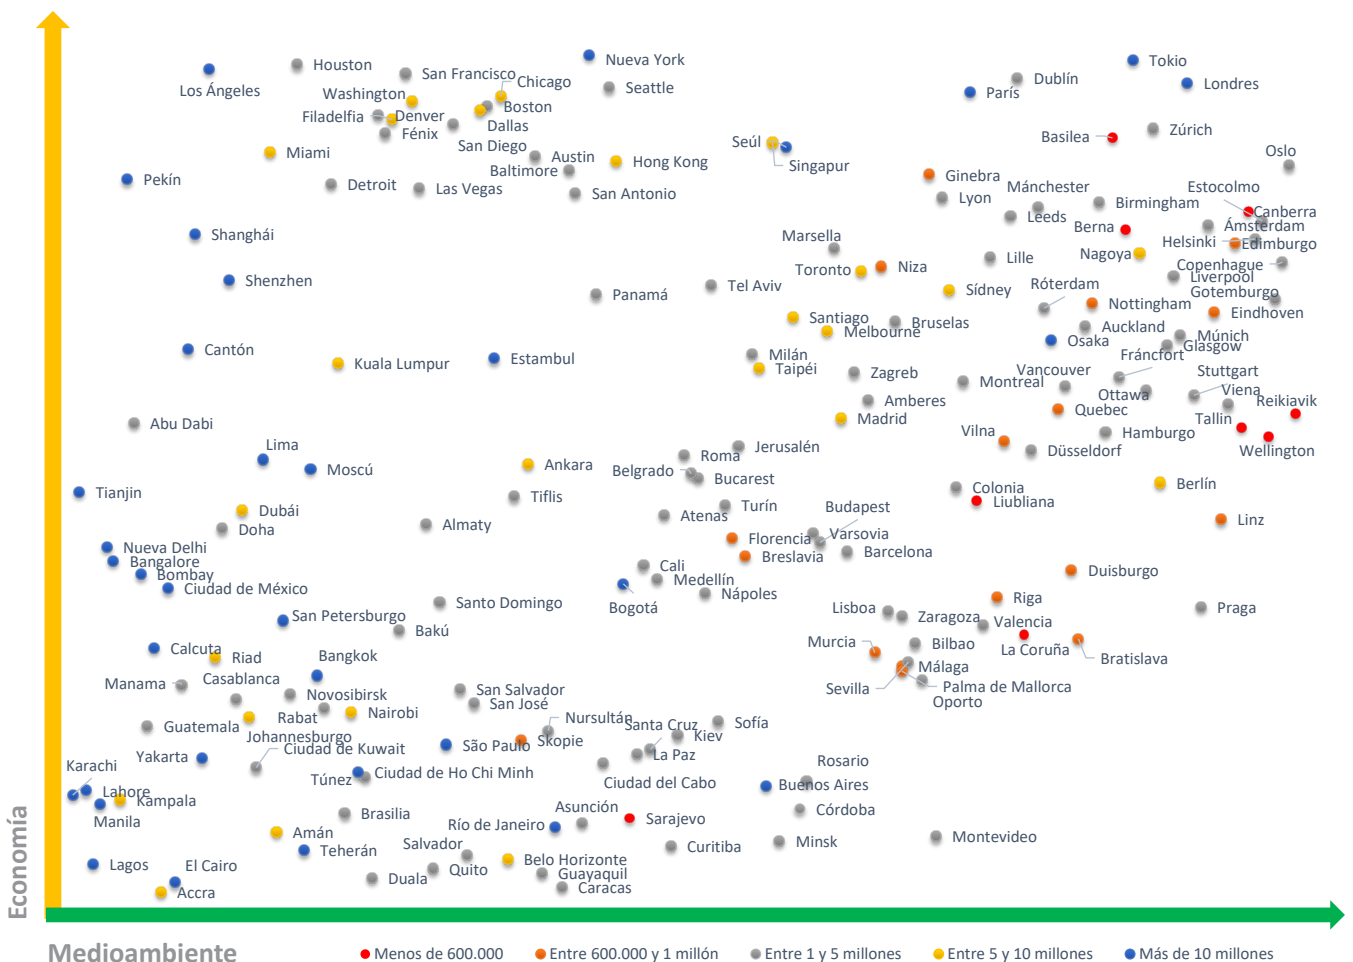 Nueva York
Houston
San Francisco
Chicago
Tokio
Los Ángeles
Washington
Seattle
Dublín
Londres
París
Filadelfia
Denver
Boston
Dallas
Fénix
San Diego
Seúl
Basilea
Zúrich
Miami
Austin
Hong Kong
Singapur
Oslo
Baltimore
Pekín
Detroit
Las Vegas
San Antonio
Ginebra
Lyon
Mánchester
Estocolmo
Birmingham
Canberra
Leeds
Berna
Ámsterdam
Shanghái
Marsella
Helsinki
Edimburgo
Nagoya
Lille
Toronto
Niza
Copenhague
Liverpool
Shenzhen
Tel Aviv
Sídney
Róterdam
Gotemburgo
Panamá
Nottingham
Eindhoven
Santiago
Melbourne
Bruselas
Auckland
Osaka
Múnich
Glasgow
Cantón
Kuala Lumpur
Estambul
Milán
Taipéi
Fráncfort
Zagreb
Vancouver
Stuttgart
Montreal
Ottawa
Viena
Amberes
Reikiavik
Quebec
Tallin
Abu Dabi
Madrid
Vilna
Hamburgo
Wellington
Lima
Jerusalén
Düsseldorf
Moscú
Ankara
Roma
Belgrado
Bucarest
Berlín
Tianjin
Tiflis
Colonia
Liubliana
Dubái
Turín
Budapest
Doha
Almaty
Atenas
Linz
Florencia
Varsovia
Nueva Delhi
Breslavia
Barcelona
Bangalore
Cali
Bombay
Medellín
Duisburgo
Ciudad de México
Bogotá
Nápoles
Riga
Santo Domingo
Lisboa
Praga
San Petersburgo
Zaragoza
Valencia
Bakú
Murcia
Bilbao
La Coruña
Bratislava
Calcuta
Riad
Bangkok
Málaga
Casablanca
Manama
Sevilla
Palma de Mallorca
Novosibirsk
San Salvador
Oporto
San José
Guatemala
Rabat
Nairobi
Nursultán
Santa Cruz
Sofía
Johannesburgo
Skopie
Kiev
Ciudad de Kuwait
São Paulo
La Paz
Yakarta
Rosario
Karachi
Túnez
Ciudad de Ho Chi Minh
Ciudad del Cabo
Buenos Aires
Lahore
Kampala
Manila
Brasilia
Asunción
Córdoba
Río de Janeiro
Sarajevo
Amán
Montevideo
Teherán
Salvador
Curitiba
Minsk
Lagos
El Cairo
Belo Horizonte
Quito
Guayaquil
Duala
Caracas
Accra
Economía
Medioambiente
Menos de 600.000
Entre 600.000 y 1 millón
Entre 1 y 5 millones
Entre 5 y 10 millones
Más de 10 millones